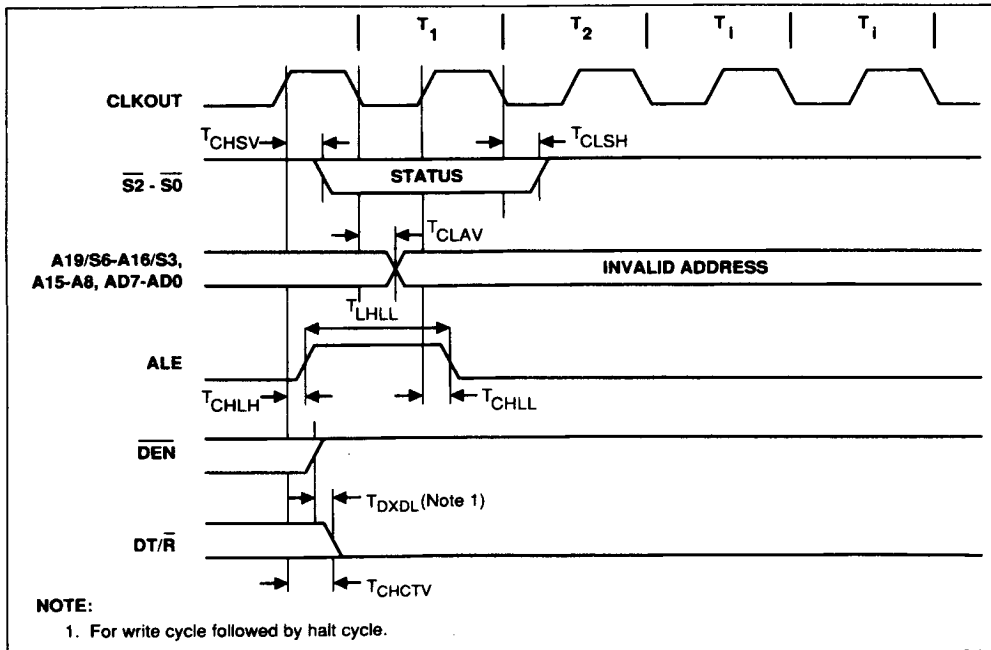 T1 T2 Ti Ti
CLKOUT
TCHSV TCLSH
S2 - S0 STATUS
TCLAV
A19/S6-A16/S3,
A15-A8, AD7-AD0 INVALID ADDRESS
TLHLL
ALE
TCHLH TCHLL
DEN
TDXDL (Note 1)
DT/R
TCHCTV
NOTE:
1. For write cycle followed by halt cycle.